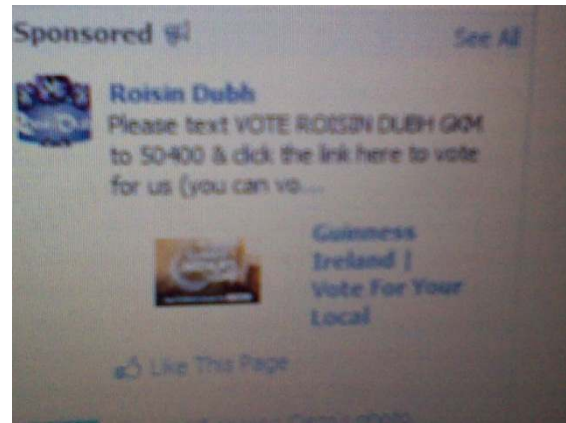 Sponsored
See All
Roisin Dubh
Please text VOTE ROISIN DUBH GKM
to 50400 & click the link here to vote
for us (you can vo....
Guinness
Ireland |
Vote For Your
Local
Like This Page